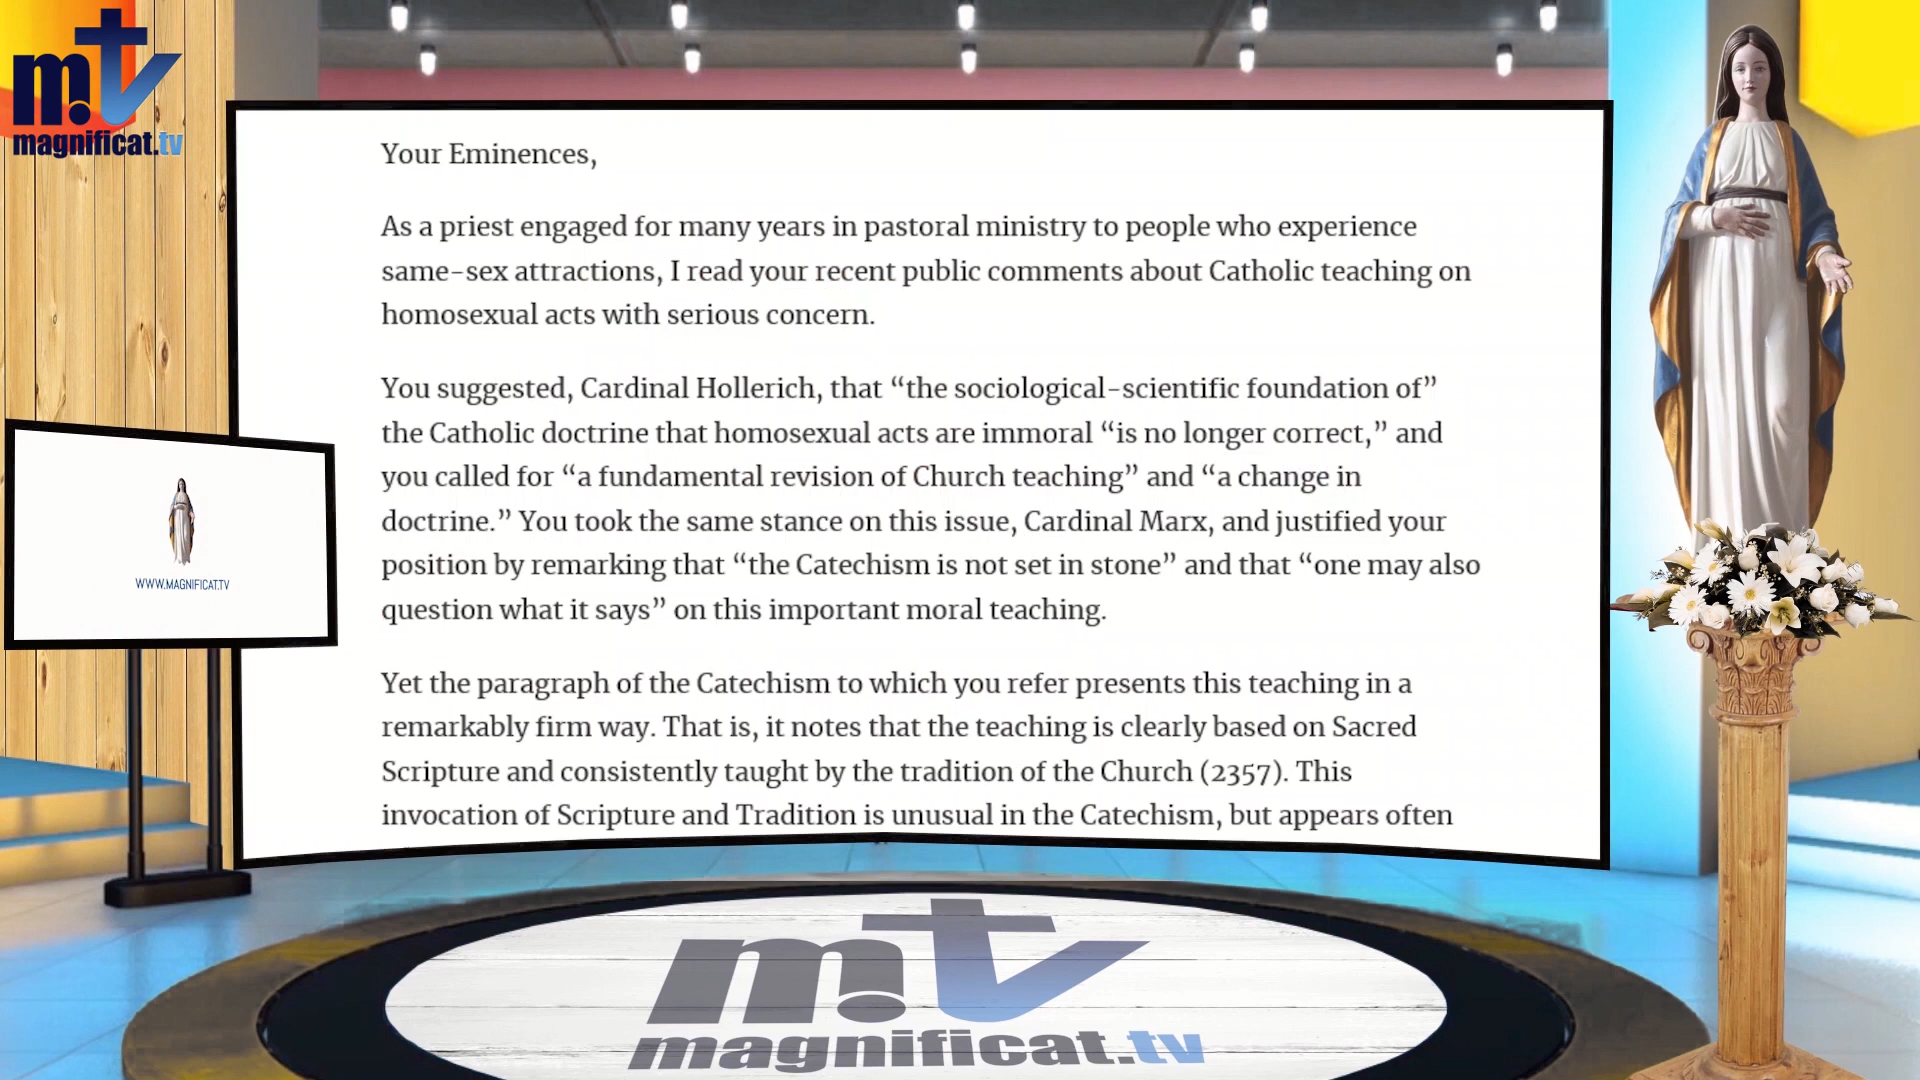 mtv
magnificat.tv
Your Eminences,
As a priest engaged for many years in pastoral ministry to people who experience
same-sex attractions, I read your recent public comments about Catholic teaching on
homosexual acts with serious concern.
You suggested, Cardinal Hollerich, that “the sociological-scientific foundation of”
the Catholic doctrine that homosexual acts are immoral “is no longer correct,” and
you called for “a fundamental revision of Church teaching” and “a change in
doctrine.” You took the same stance on this issue, Cardinal Marx, and justified your
position by remarking that “the Catechism is not set in stone” and that “one may also
question what it says” on this important moral teaching.
Yet the paragraph of the Catechism to which you refer presents this teaching in a
remarkably firm way. That is, it notes that the teaching is clearly based on Sacred
Scripture and consistently taught by the tradition of the Church (2357). This
invocation of Scripture and Tradition is unusual in the Catechism, but appears often
WWW.MAGNIFICAT.TV
mtv
magnificat.tv